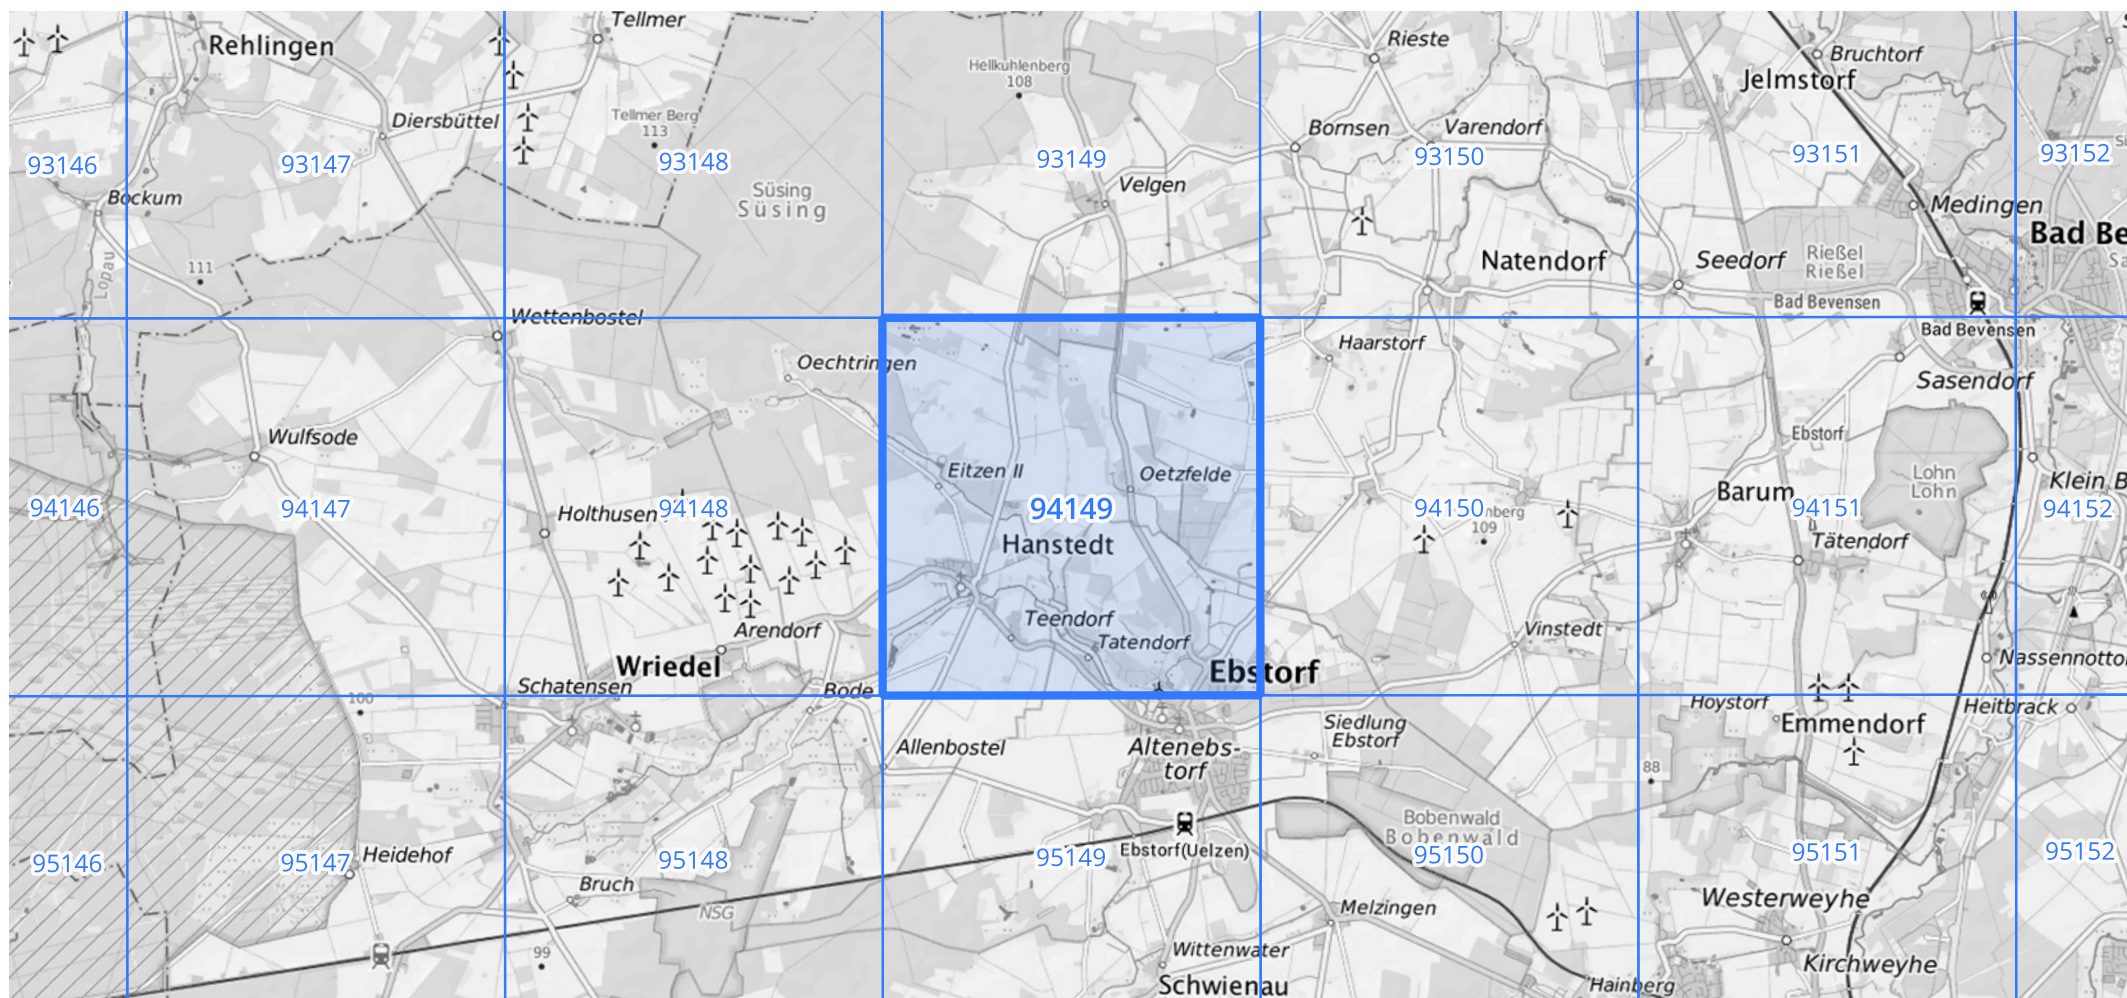 Tellmer
Rehlingen
Rieste
Bruchtorf
Jelmstorf
Hellkuhlenberg
108
Diersbüttel
Tellmer Berg
113
Bornsen
Varendorf
93146
93147
93148
93149
93150
93151
93152
Bockum
Süsing
Süsing
Velgen
Medingen
Bad Be
Lopau
111
Natendorf
Seedorf
Rießel
Rießel
Bad Bevensen
Wettenbostel
Bad Bevensen
Haarstorf
Oechtringen
Sasendorf
Wulfsode
Ebstorf
Eitzen II
Oetzfelde
Lohn
Lohn
Klein B
Barum
94146
94147
Holthusen
94148
94149
94150
nberg
109
94151
94152
Hanstedt
Tätendorf
Teendorf
Arendorf
Tatendorf
Vinstedt
Wriedel
Ebstorf
Nassennotto
Schatensen
Bode
100
Hoystorf
Heitbrack
Siedlung
Ebstorf
Emmendorf
Allenbostel
Altenebs-
torf
88
Bobenwald
Bobenwald
95146
95147
Heidehof
95148
95149
Ebstorf(Uelzen)
95150
95151
95152
Bruch
NSG
Melzingen
Westerweyhe
99
Wittenwater
Kirchweyhe
Schwienau
Hainberg